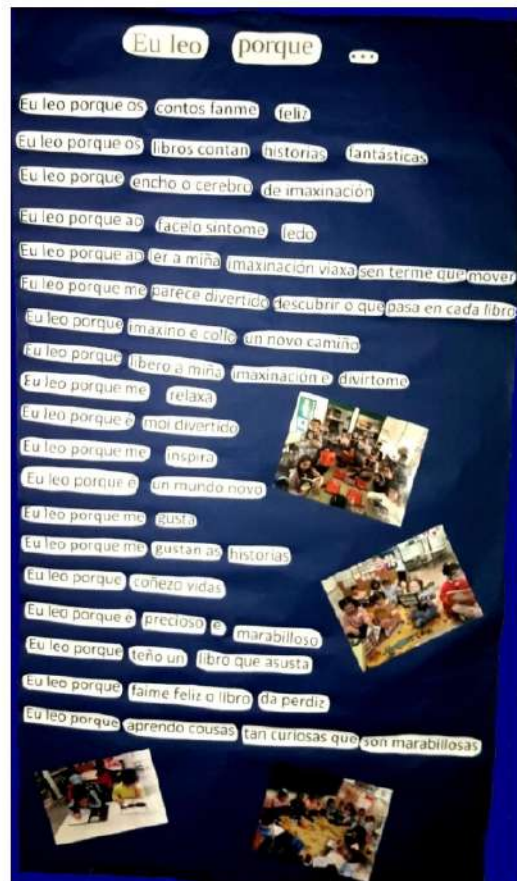 Eu leo porque ...
Eu leo porque os contos fanme feliz
Eu leo porque os libros contan historias fantásticas
Eu leo porque encho o cerebro de imaxinación
Eu leo porque ao facelo síntome ledo
Eu leo porque ao ler a miña imaxinación viaxa sen terme que mover
Eu leo porque me parece divertido descubrir o que pasa en cada libro
Eu leo porque imaxino e collo un novo camiño
Eu leo porque libero a miña imaxinación e divírtome
Eu leo porque me relaxa
Eu leo porque é moi divertido
Eu leo porque me inspira
Eu leo porque é un mundo novo
Eu leo porque me gusta
Eu leo porque me gustan as historias
Eu leo porque coñezo vidas
Eu leo porque é precioso e marabilloso
Eu leo porque teño un libro que asusta
Eu leo porque faime feliz o libro da perdiz
Eu leo porque aprendo cousas tan curiosas que son marabillosas